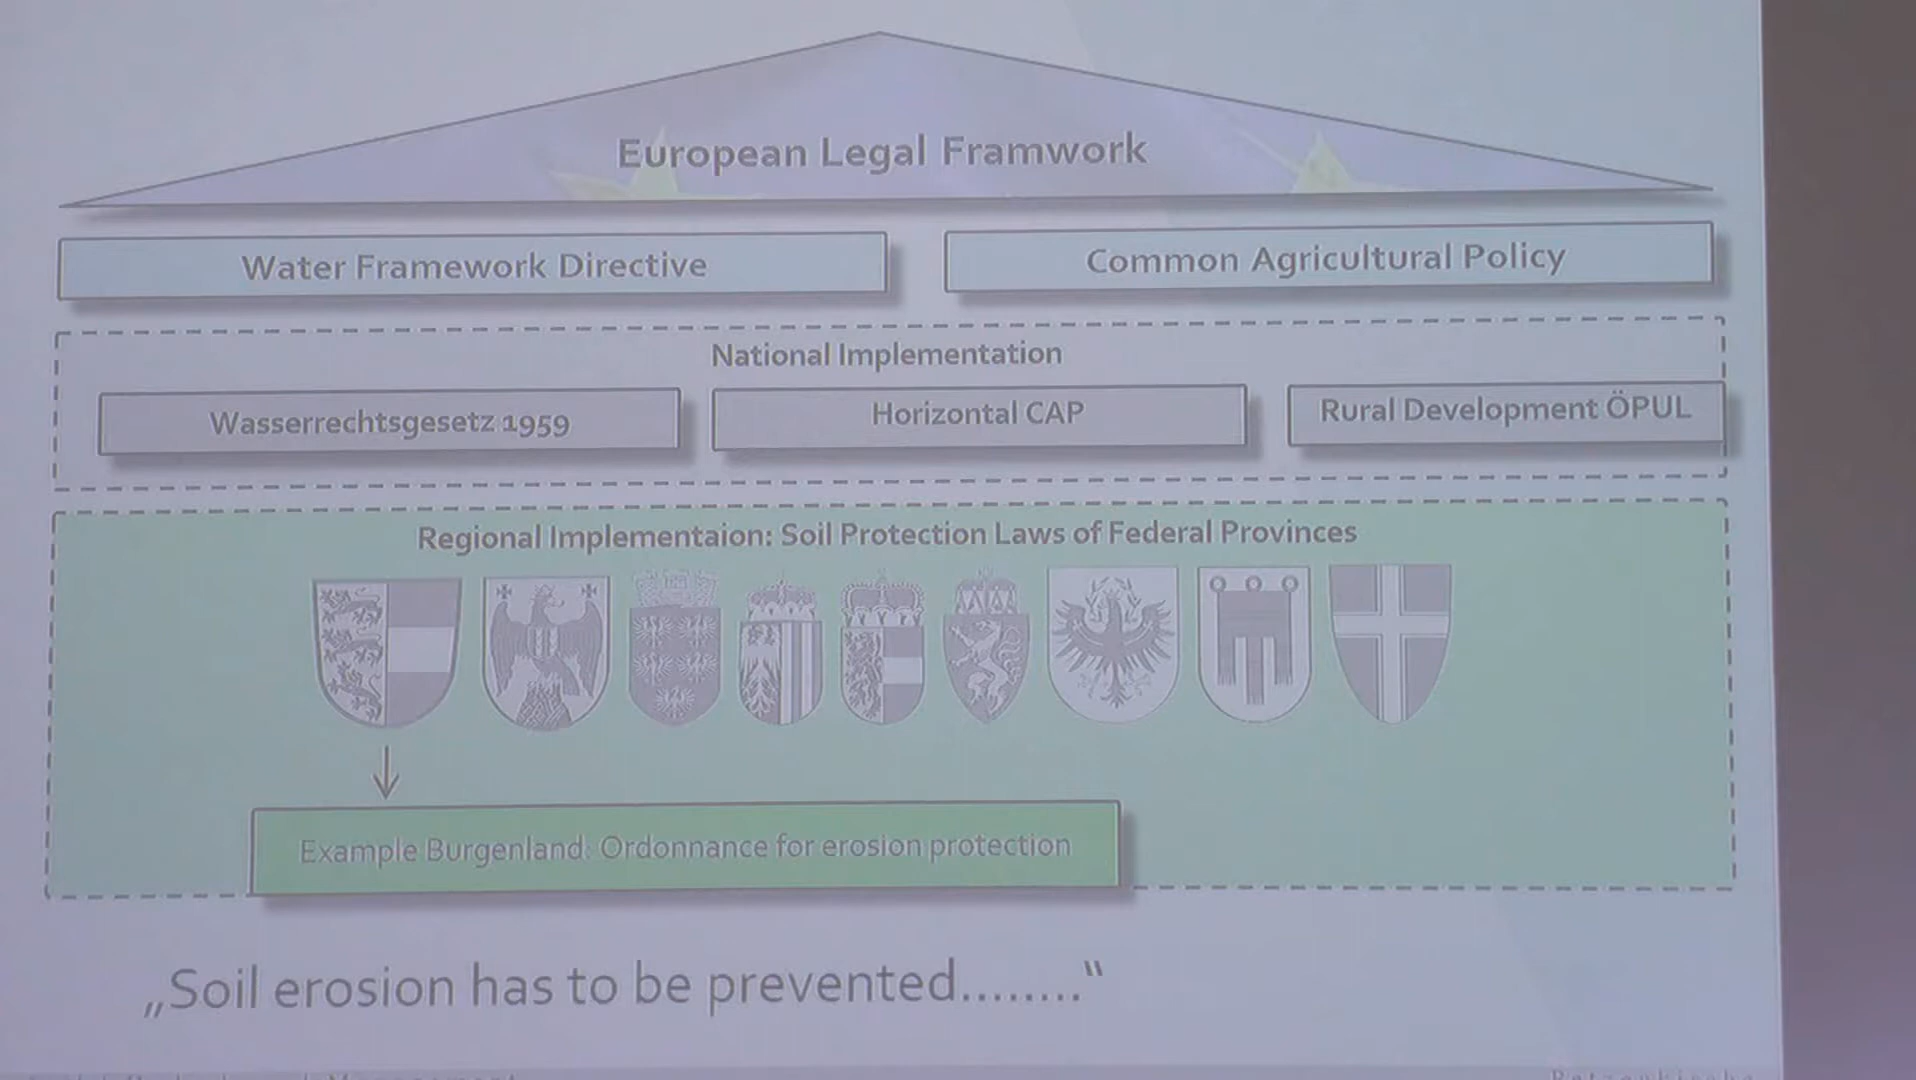 European Legal Framwork
Water Framework Directive
Common Agricultural Policy
National Implementation
Wasserrechtsgesetz 1959
Horizontal CAP
Rural Development ÖPUL
Regional Implementaion: Soil Protection Laws of Federal Provinces
Example Burgenland: Ordonnance for erosion protection
„Soil erosion has to be prevented........“